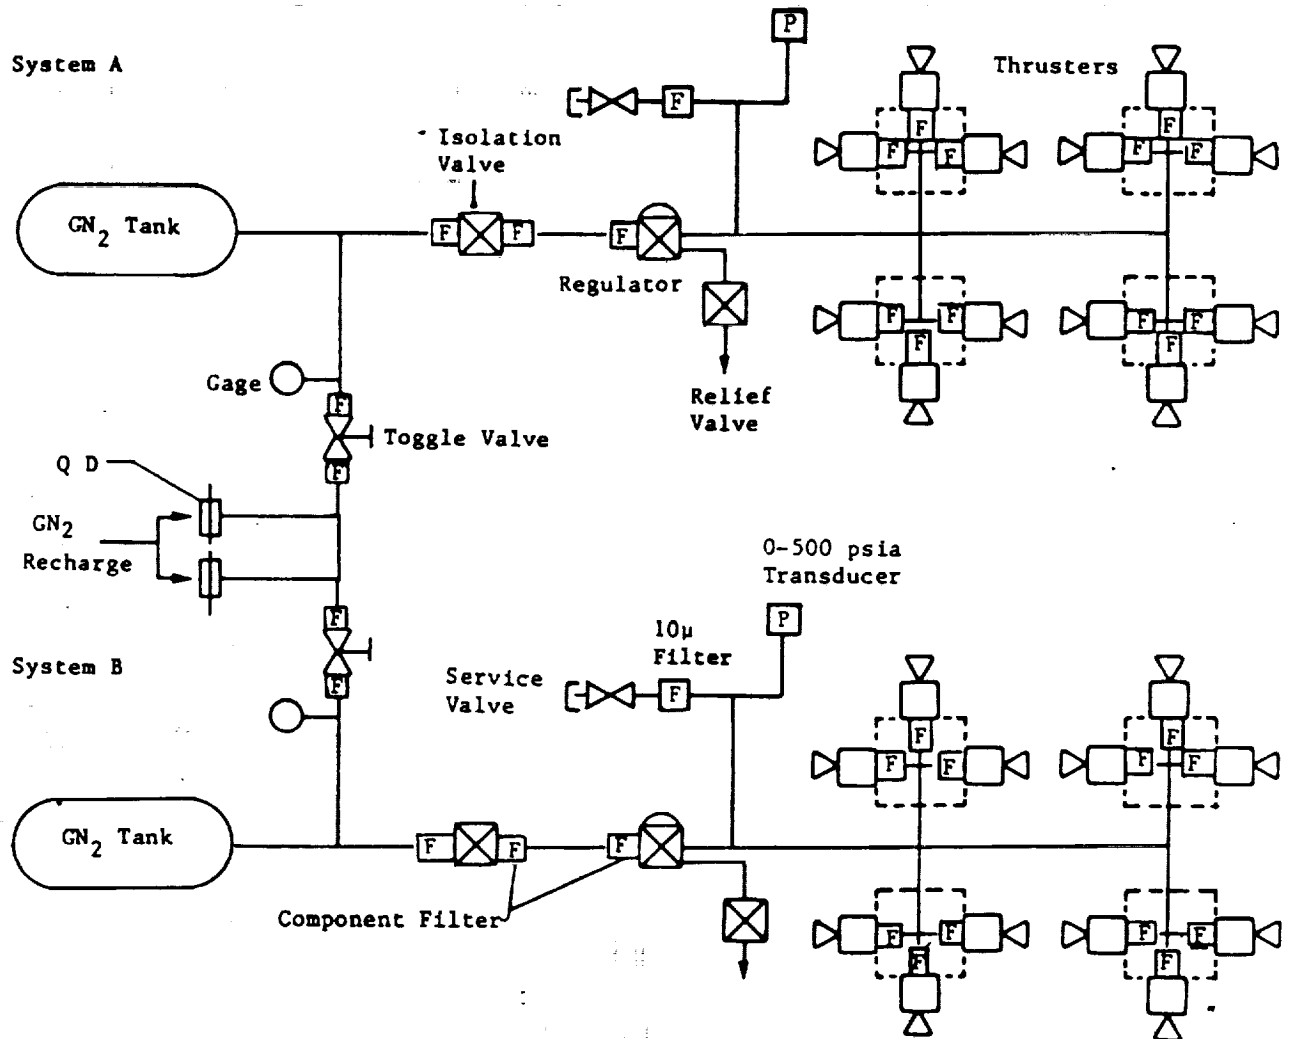 P
System A
Thrusters
F
F
F
Isolation
Valve
F
F
F
F
F
F
GN2 Tank
F
F
F
Regulator
F
F
F
F
F
F
Gage
Relief
Valve
F
Toggle Valve
Q D
F
GN2
Recharge
0-500 psia
Transducer
F
P
10μ
Filter
System B
Service
Valve
F
F
F
F
F
F
F
F
F
GN2 Tank
F
F
F
Component Filter
F
F
F
F
F
F